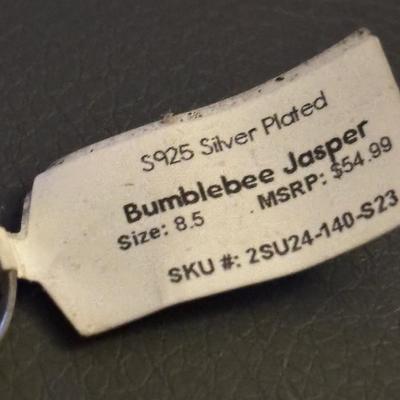 S925 Silver Plated
Bumblebee Jasper
Size: 8.5 MSRP: $54.99
SKU #: 2SU24-140-S23